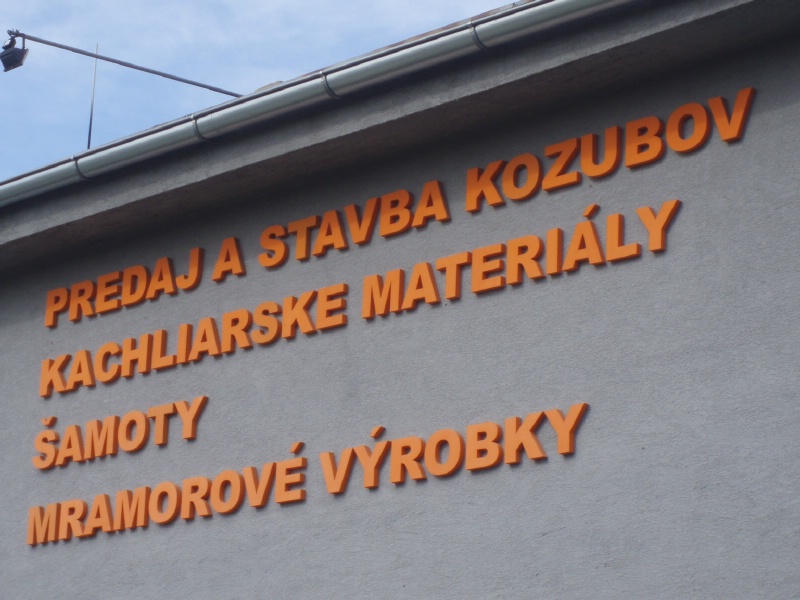 PREDAJ A STAVBA KOZUBOV
KACHLIARSKE MATERIÁLY
ŠAMOTY
MRAMOROVÉ VÝROBKY